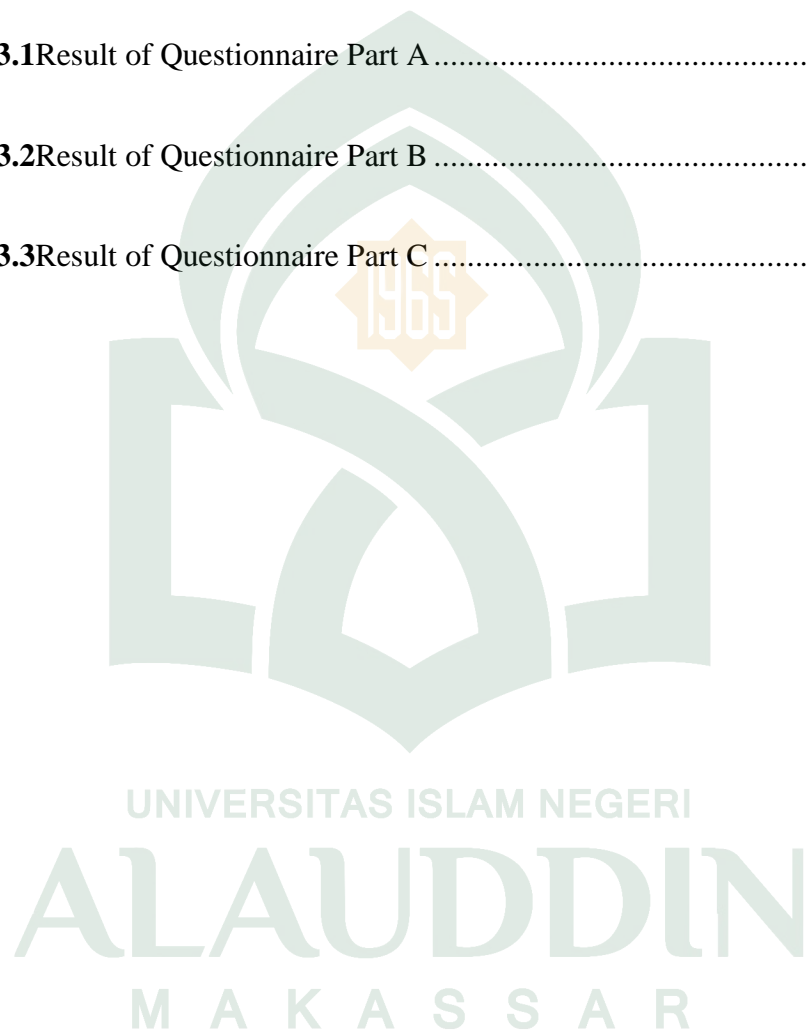 3.1Result of Questionnaire Part A.......................................
3.2Result of Questionnaire Part B.......................................
3.3Result of Questionnaire Part C.......................................
1965
UNIVERSITAS ISLAM NEGERI
ALAUDDIN
MAKASSAR